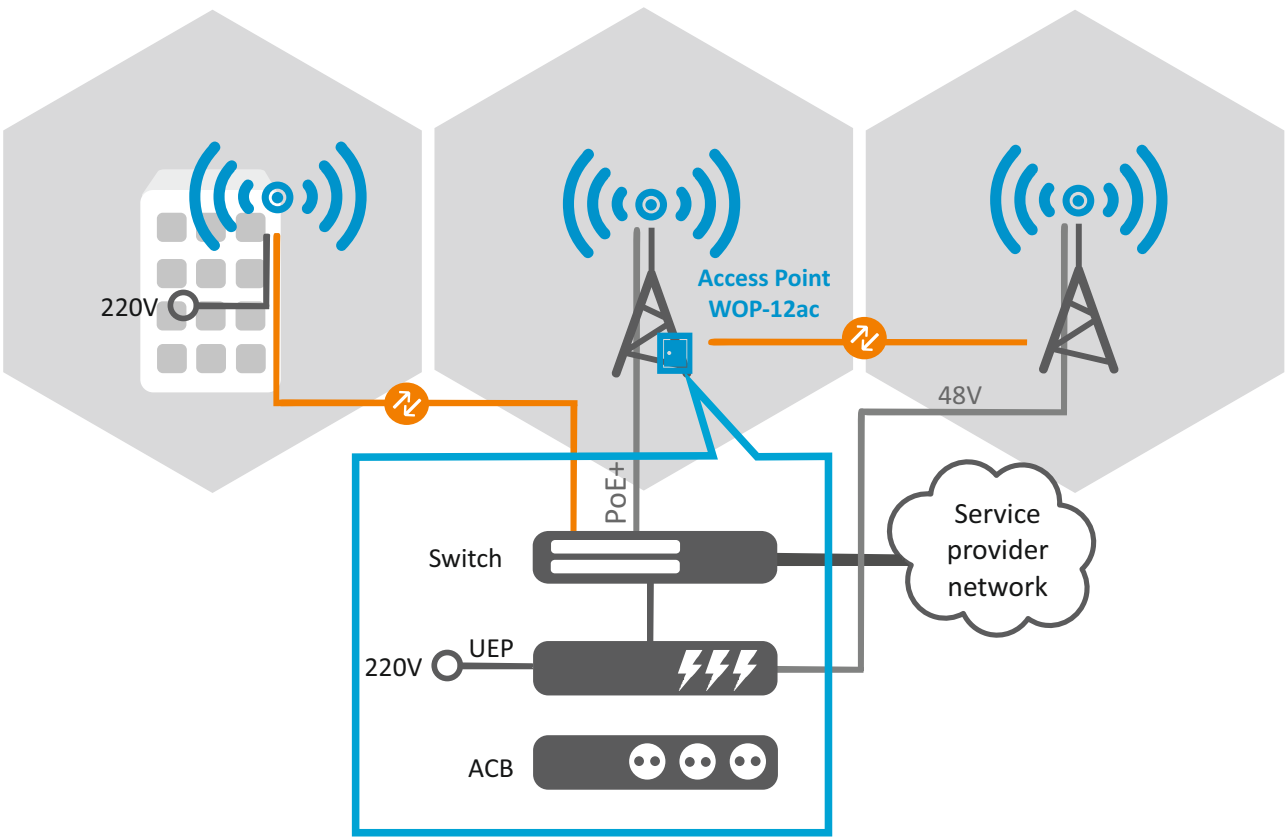 220V
Access Point
WOP-12ac
48V
PoE+
Service
provider
network
Switch
UEP
220V
ACB